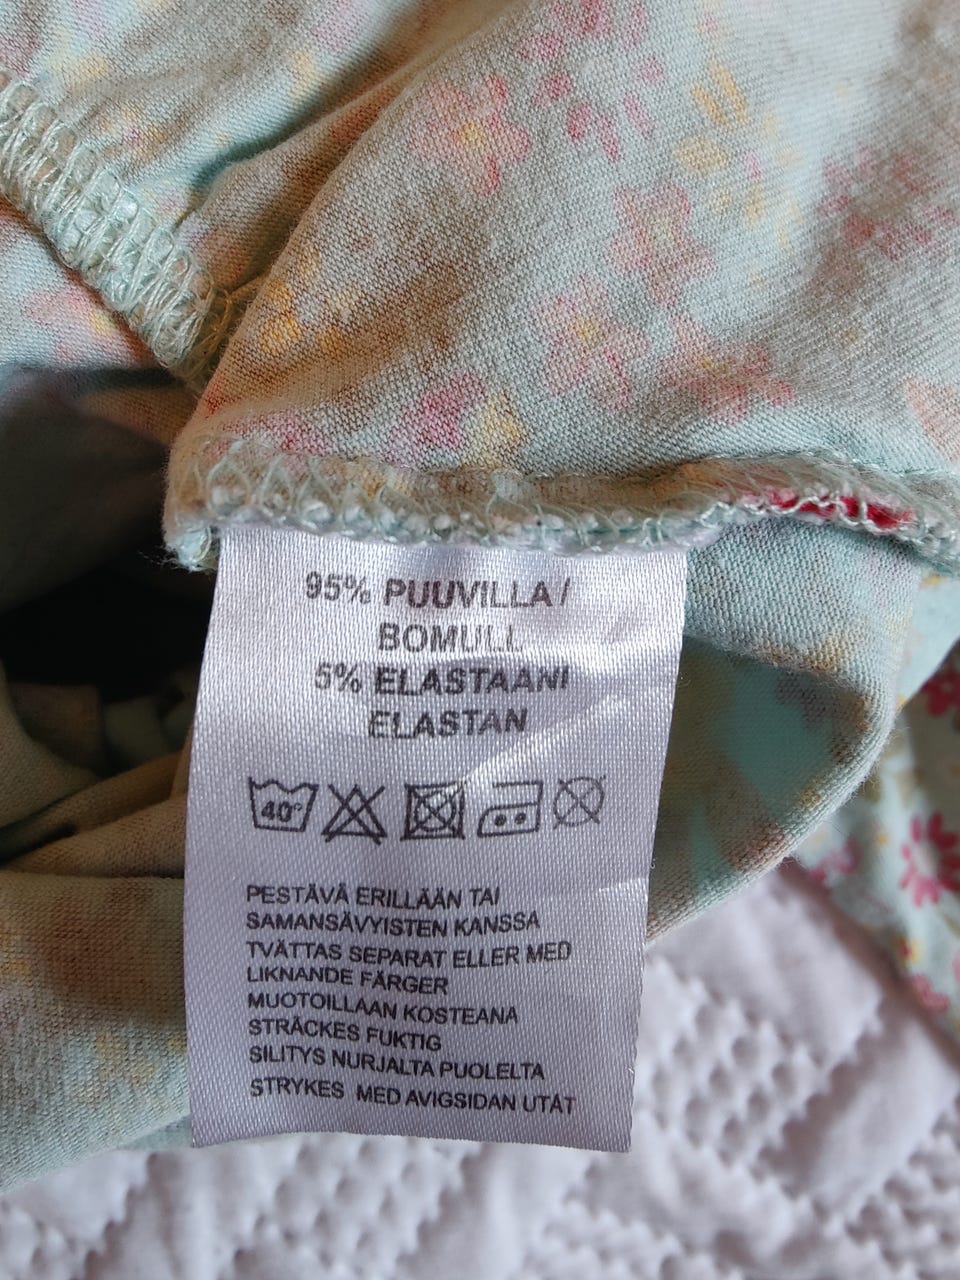 95% PUUVILLA/
BOMULL
5% ELASTAANI
ELASTAN
40°
PESTÄVÄ ERILLÄÄN TAI
SAMANSÄVYISTEN KANSSA
TVÄTTAS SEPARAT ELLER MED
LIKNANDE FÄRGER
MUOTOILLAAN KOSTEANA
STRÄCKES FUKTIG
SILITYS NURJALTA PUOLELTA
STRYKES MED AVIGSIDAN UTÅT